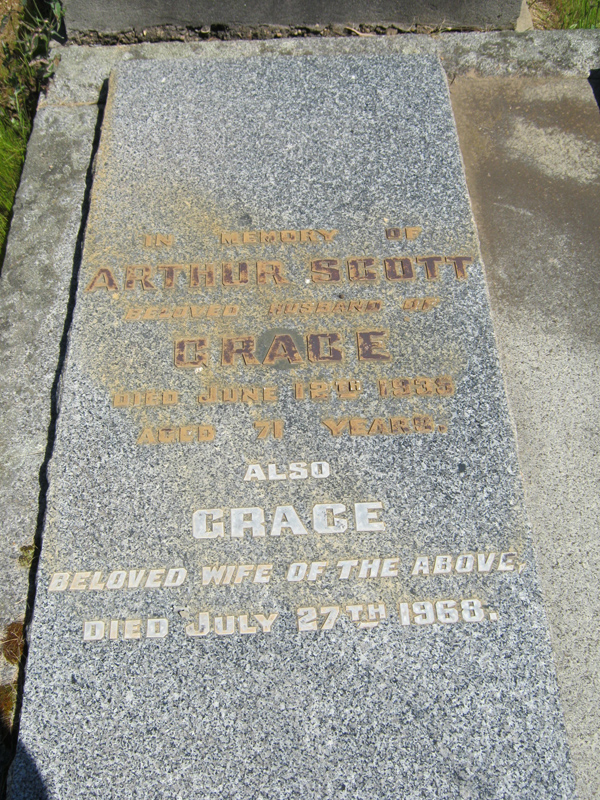 IN MEMORY OF
ARTHUR SCOTT
BELOVED HUSBAND OF
GRACE
DIED JUNE 12TH 1935
AGED 71 YEARS.
ALSO
GRACE
BELOVED WIFE OF THE ABOVE,
DIED JULY 27TH 1968.